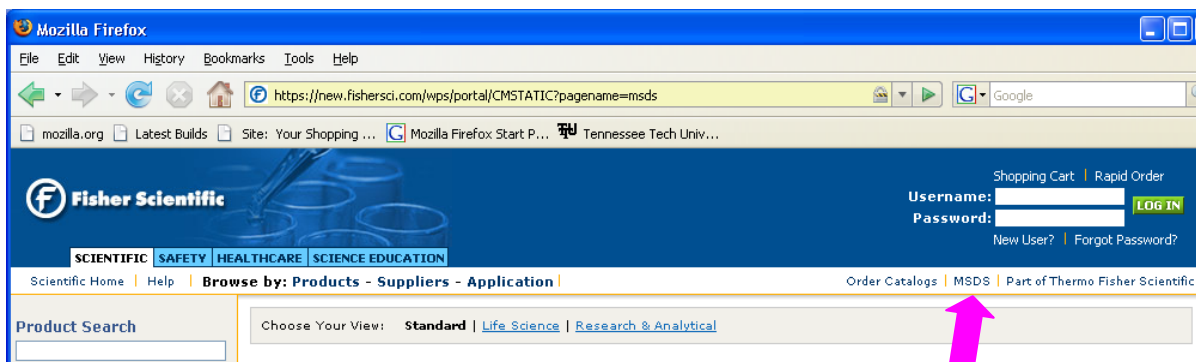 Mozilla Firefox
File Edit View History Bookmarks Tools Help
https://new.fishersci.com/wps/portal/CMSTATIC?pagename=msds
Google
mozilla.org Latest Builds Site: Your Shopping ... Mozilla Firefox Start P... TTU Tennessee Tech Univ...
Shopping Cart | Rapid Order
Fisher Scientific
Username:
LOG IN
Password:
New User? | Forgot Password?
SCIENTIFIC SAFETY HEALTHCARE SCIENCE EDUCATION
Scientific Home | Help | Browse by: Products - Suppliers - Application |
Order Catalogs | MSDS | Part of Thermo Fisher Scientific
Product Search
Choose Your View: Standard | Life Science | Research & Analytical